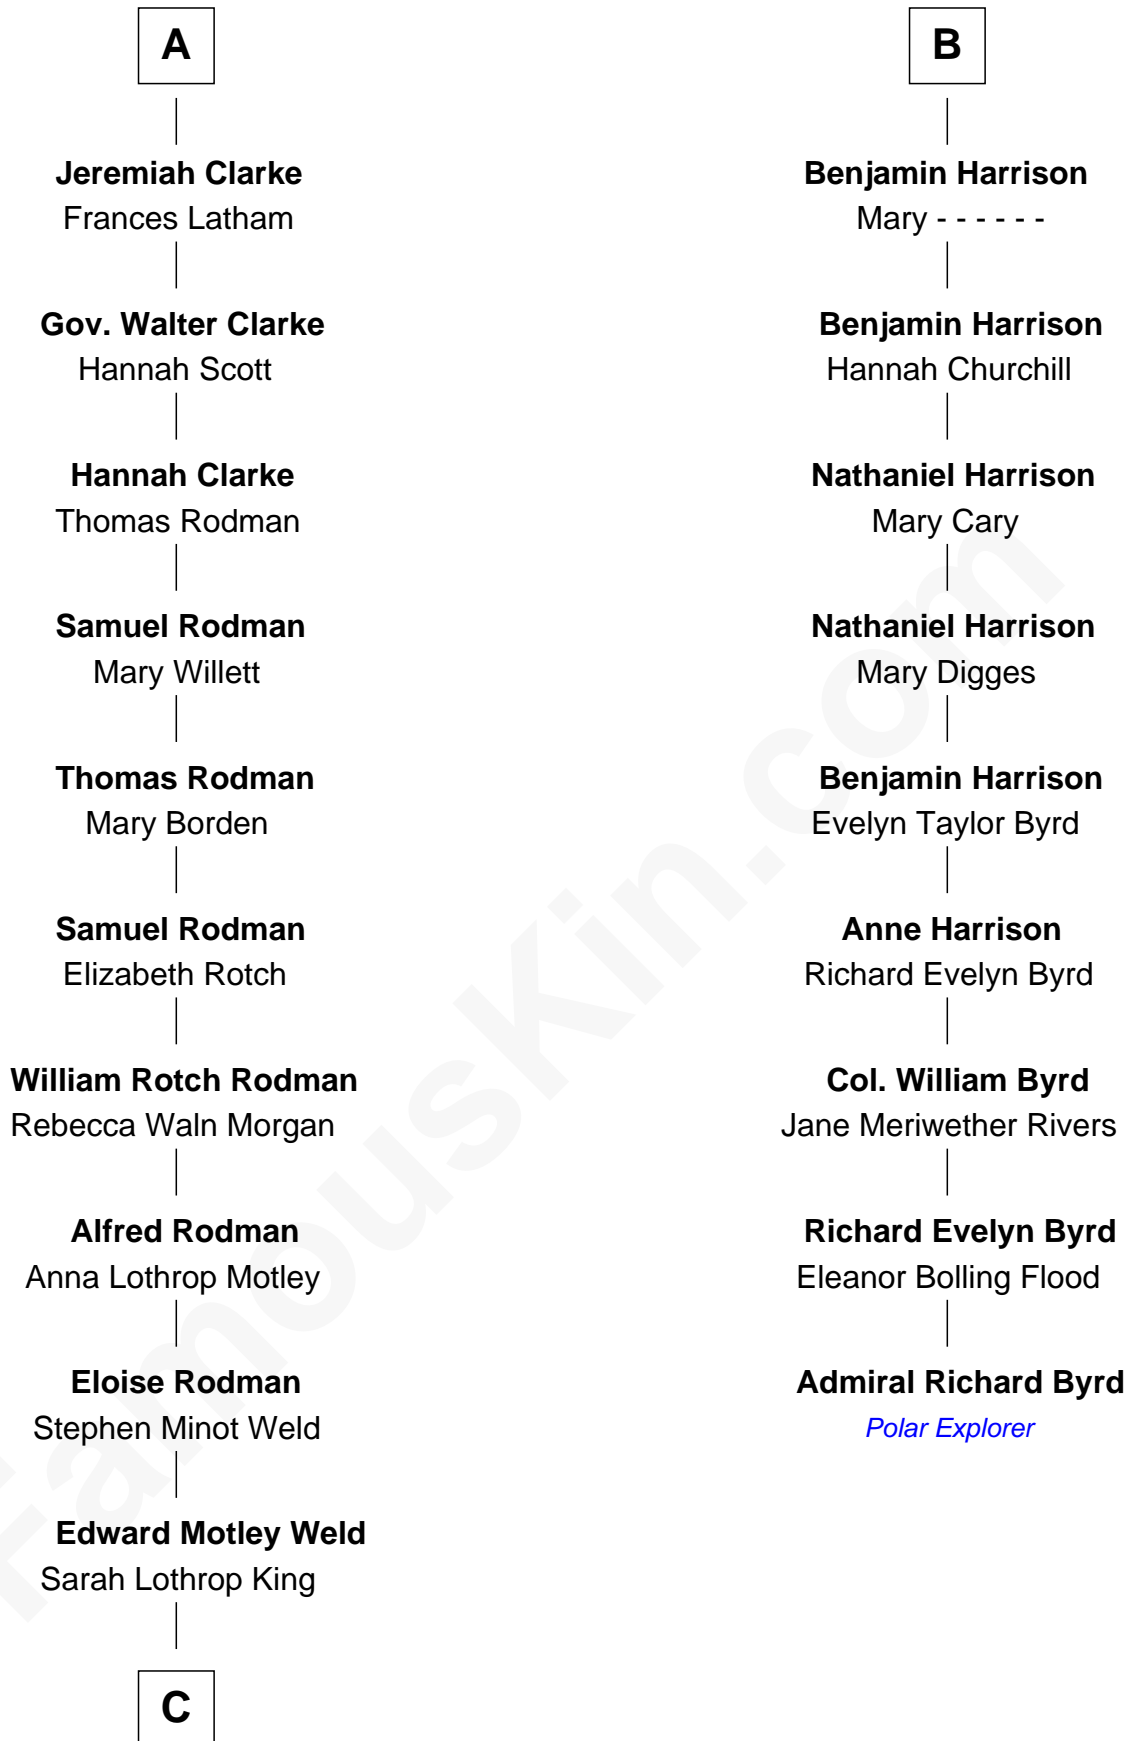 A
Jeremiah Clarke
Frances Latham
Gov. Walter Clarke
Hannah Scott
Hannah Clarke
Thomas Rodman
Samuel Rodman
Mary Willett
Thomas Rodman
Mary Borden
Samuel Rodman
Elizabeth Rotch
William Rotch Rodman
Rebecca Waln Morgan
Alfred Rodman
Anna Lothrop Motley
Eloise Rodman
Stephen Minot Weld
Edward Motley Weld
Sarah Lothrop King
C
B
Benjamin Harrison
Mary - - - - - -
Benjamin Harrison
Hannah Churchill
Nathaniel Harrison
Mary Cary
Nathaniel Harrison
Mary Digges
Benjamin Harrison
Evelyn Taylor Byrd
Anne Harrison
Richard Evelyn Byrd
Col. William Byrd
Jane Meriwether Rivers
Richard Evelyn Byrd
Eleanor Bolling Flood
Admiral Richard Byrd
Polar Explorer
FamousKin.com